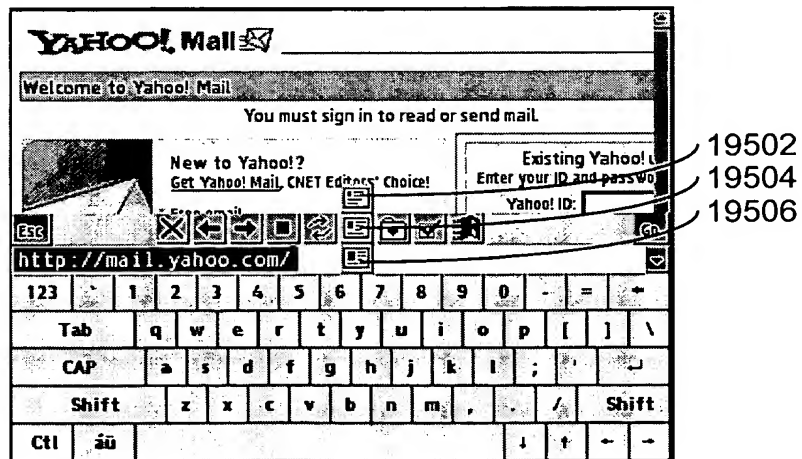 YAHOO! Mail
Welcome to Yahoo! Mail
You must sign in to read or send mail.
New to Yahoo!?
Get Yahoo! Mail, CNET Editors' Choice!
Existing Yahoo! u
Enter your ID and passwo
Yahoo! ID:
Esc
Go
http://mail.yahoo.com/
19502
19504
19506
123 ` 1 2 3 4 5 6 7 8 9 0 - = ←
Tab q w e r t y u i o p [ ] \
CAP a s d f g h j k l ; ' ↵
Shift z x c v b n m , . / Shift
Ctl áü ↓ ↑ ← →